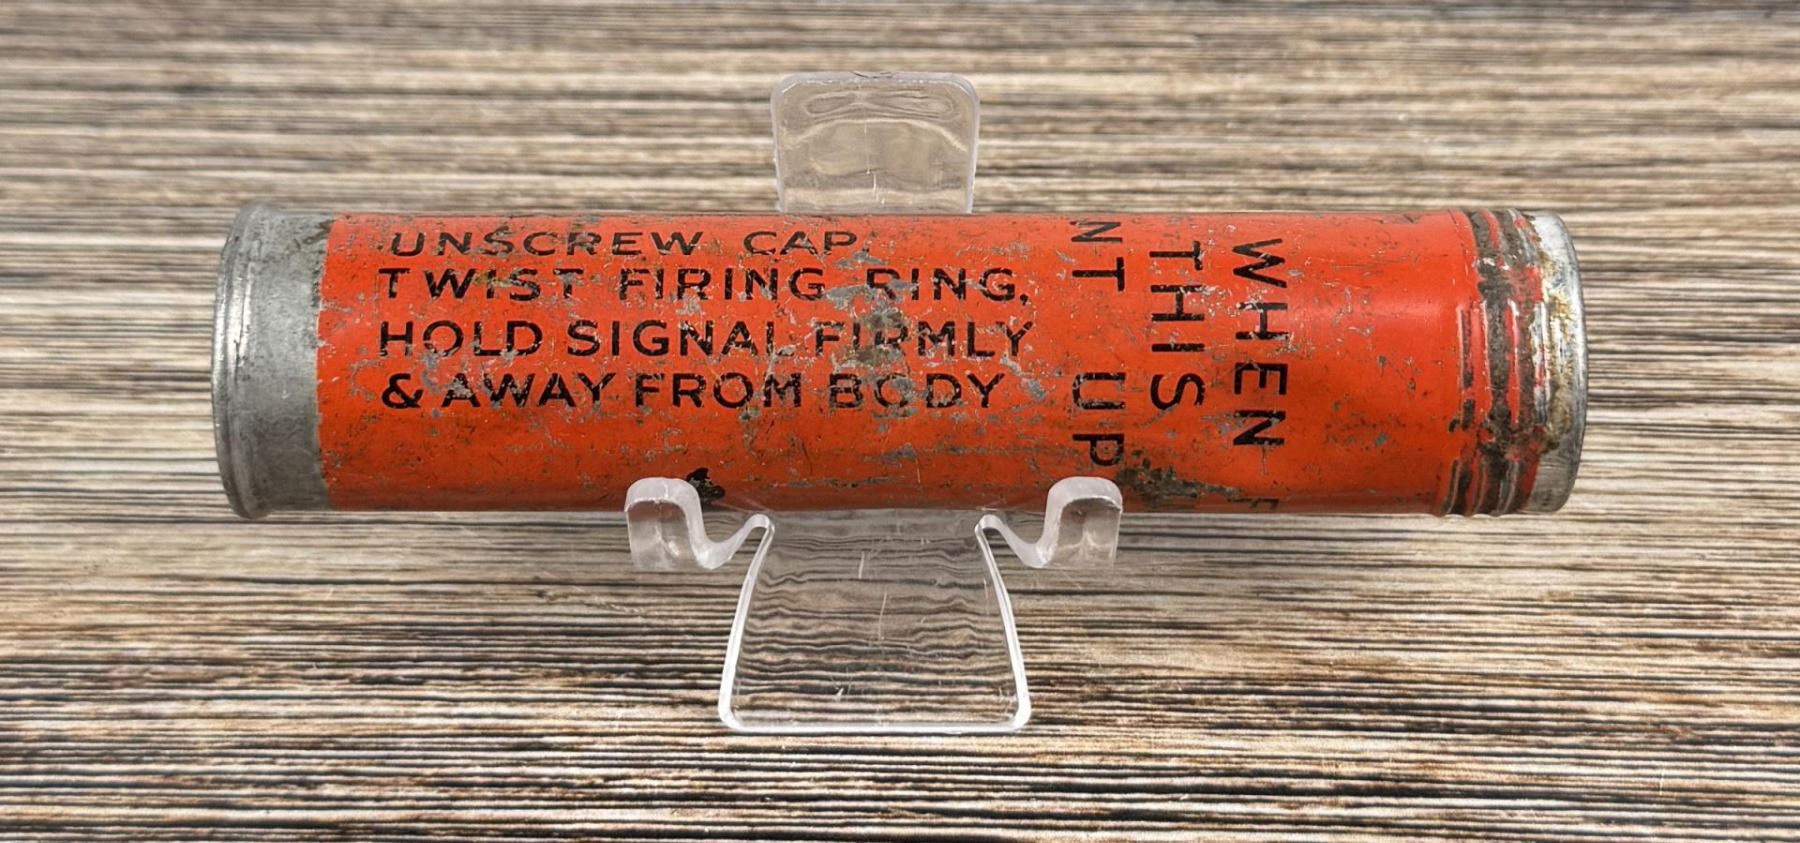 UNSCREW CAP,
TWIST FIRING RING,
HOLD SIGNAL FIRMLY
& AWAY FROM BODY
WHEN
THIS
NT UP